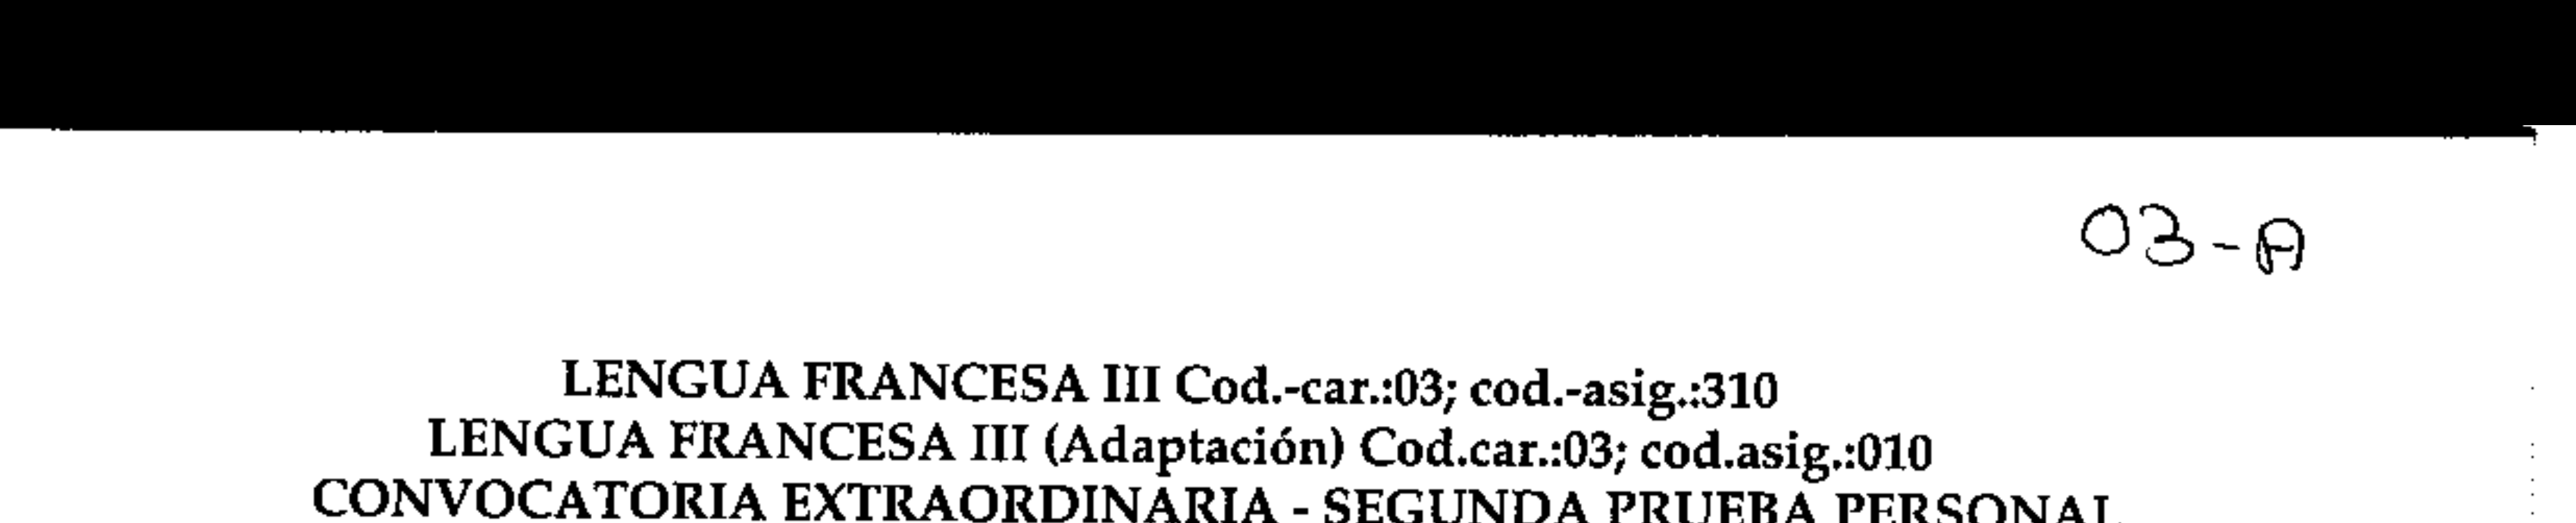 03-A
LENGUA FRANCESA III Cod.-car.:03; cod.-asig.:310
LENGUA FRANCESA III (Adaptación) Cod.car.:03; cod.asig.:010
CONVOCATORIA EXTRAORDINARIA - SEGUNDA PRUEBA PERSONAL